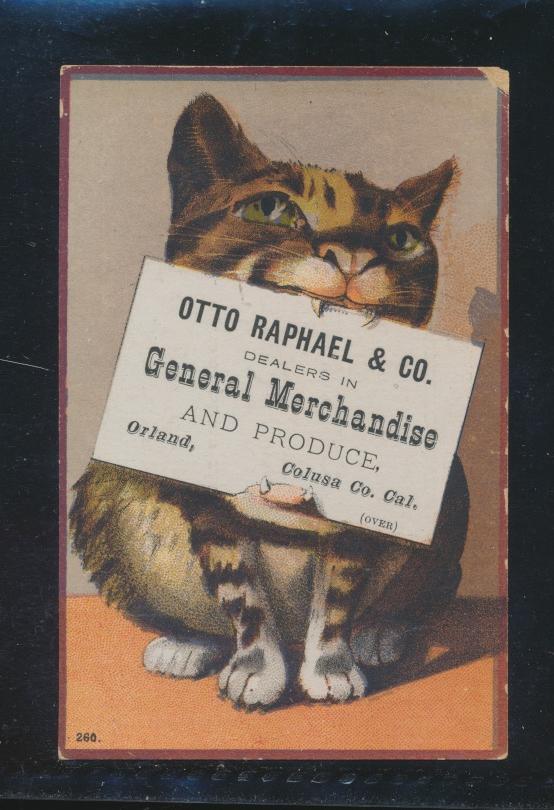 OTTO RAPHAEL & CO.
DEALERS IN
General Merchandise
AND PRODUCE,
Orland,
Colusa Co. Cal.
(OVER)
260.